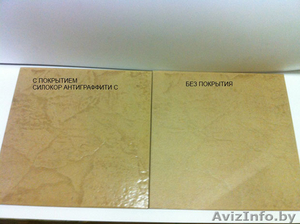 С ПОКРЫТИЕМ
СИЛОКОР АНТИГРАФФИТИ С
БЕЗ ПОКРЫТИЯ
AvizInfo.by